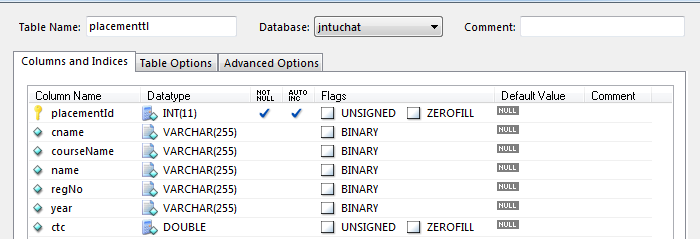 Table Name: placementtl Database: jntuchat Comment:
Columns and Indices Table Options Advanced Options
Column Name Datatype NOT NULL AUTO INC Flags Default Value Comment
placementId INT(11) UNSIGNED ZEROFILL NULL
cname VARCHAR(255) BINARY NULL
courseName VARCHAR(255) BINARY NULL
name VARCHAR(255) BINARY NULL
regNo VARCHAR(255) BINARY NULL
year VARCHAR(255) BINARY NULL
ctc DOUBLE UNSIGNED ZEROFILL NULL